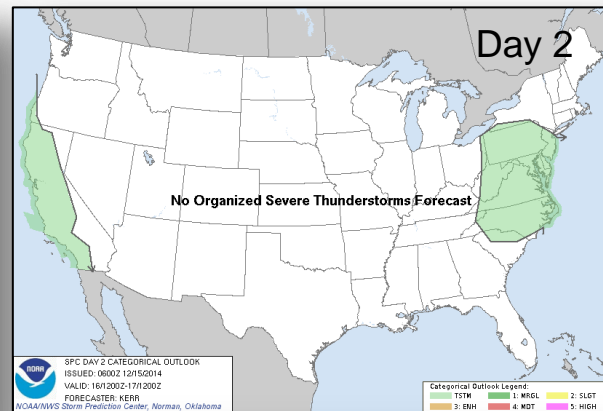 Day 2
No Organized Severe Thunderstorms Forecast
NOAA
SPC DAY 2 CATEGORICAL OUTLOOK
ISSUED: 0600Z 12/15/2014
VALID: 16/1200Z-17/1200Z
FORECASTER: KERR
NOAA/NWS Storm Prediction Center, Norman, Oklahoma
Categorical Outlook Legend:
TSTM 1: MRGL 2: SLGT
3: ENH 4: MDT 5: HIGH